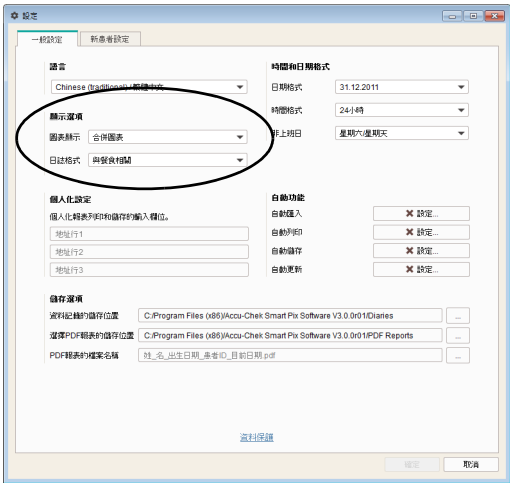 設定
一般設定 新患者設定
語言
Chinese (traditional) / 繁體中文
顯示選項
圖表顯示 合併圖表
日誌格式 與餐食相關
個人化設定
個人化報表列印和儲存的輸入欄位。
地址行1
地址行2
地址行3
時間和日期格式
日期格式 31.12.2011
時間格式 24小時
非上班日 星期六/星期天
自動功能
自動匯入 設定...
自動列印 設定...
自動儲存 設定...
自動更新 設定...
儲存選項
資料記錄的儲存位置 C:/Program Files (x86)/Accu-Chek Smart Pix Software V3.0.0r01/Diaries ...
選擇PDF報表的儲存位置 C:/Program Files (x86)/Accu-Chek Smart Pix Software V3.0.0r01/PDF Reports ...
PDF報表的檔案名稱 姓_名_出生日期_患者ID_目前日期.pdf ...
資料保護
確定 取消